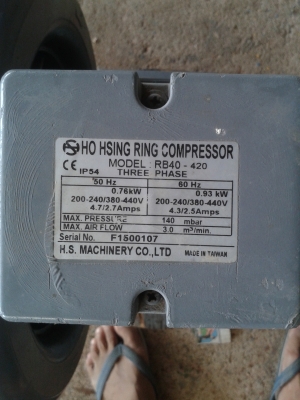 HO HSING RING COMPRESSOR
MODEL : RB40 - 420
CE IP54 THREE PHASE
50 Hz 60 Hz
0.76kW 0.93 kW
200-240/380-440V 200-240/380-440V
4.7/2.7Amps 4.3/2.5Amps
MAX. PRESSURE 140 mbar
MAX. AIR FLOW 3.0 m³/min.
Serial No. F1500107
H.S. MACHINERY CO.,LTD MADE IN TAIWAN